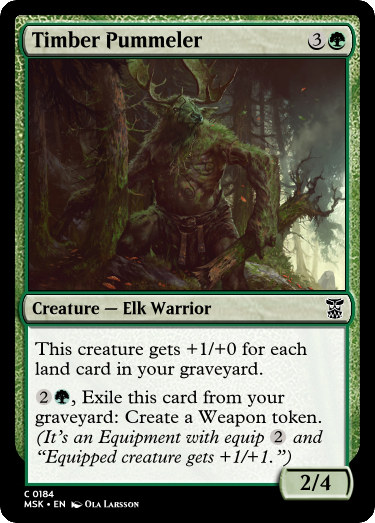 Timber Pummeler 3
Creature — Elk Warrior
This creature gets +1/+0 for each
land card in your graveyard.
2 , Exile this card from your
graveyard: Create a Weapon token.
(It's an Equipment with equip 2 and
“Equipped creature gets +1/+1.”)
2/4
C 0184
MSK • EN Ola Larsson